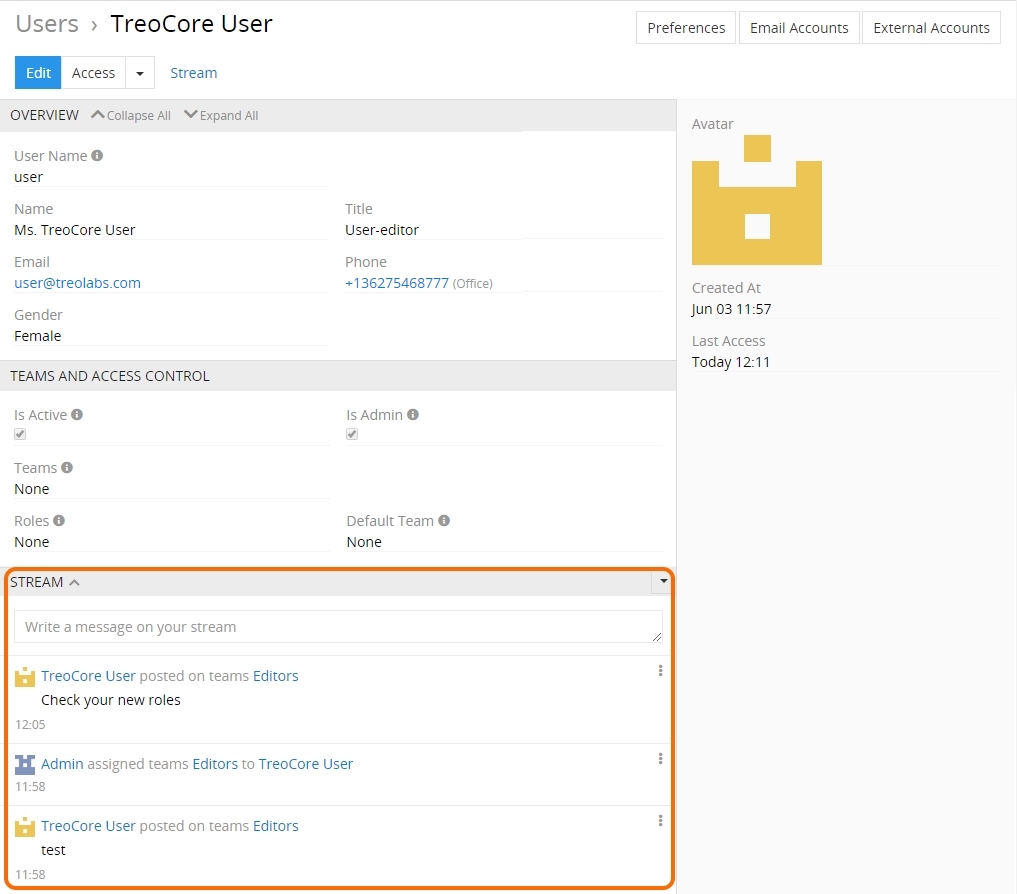 Users › TreoCore User
Preferences Email Accounts External Accounts
Edit Access Stream
OVERVIEW Collapse All Expand All
User Name
user
Name Title
Ms. TreoCore User User-editor
Email Phone
user@treolabs.com +136275468777 (Office)
Gender
Female
TEAMS AND ACCESS CONTROL
Is Active Is Admin
Teams
None
Roles Default Team
None None
STREAM
Write a message on your stream
TreoCore User posted on teams Editors
Check your new roles
12:05
Admin assigned teams Editors to TreoCore User
11:58
TreoCore User posted on teams Editors
test
11:58
Avatar
Created At
Jun 03 11:57
Last Access
Today 12:11